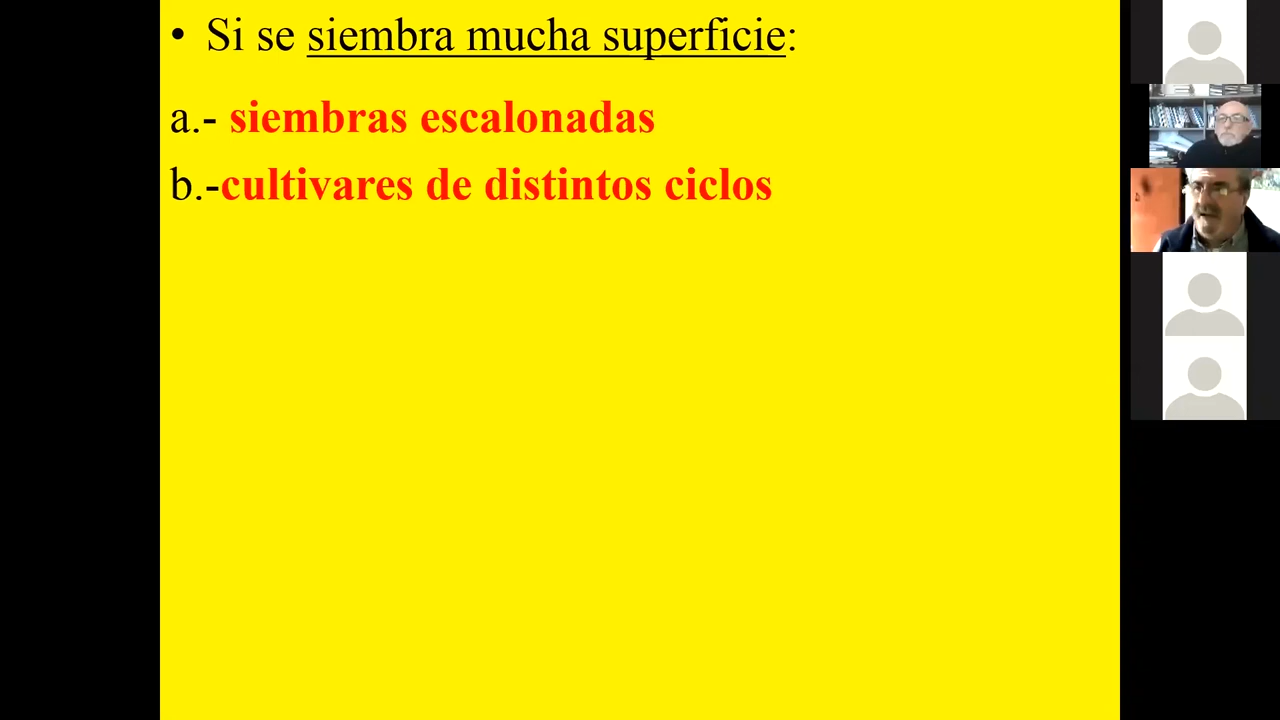 • Si se siembra mucha superficie:
a.- siembras escalonadas
b.-cultivares de distintos ciclos